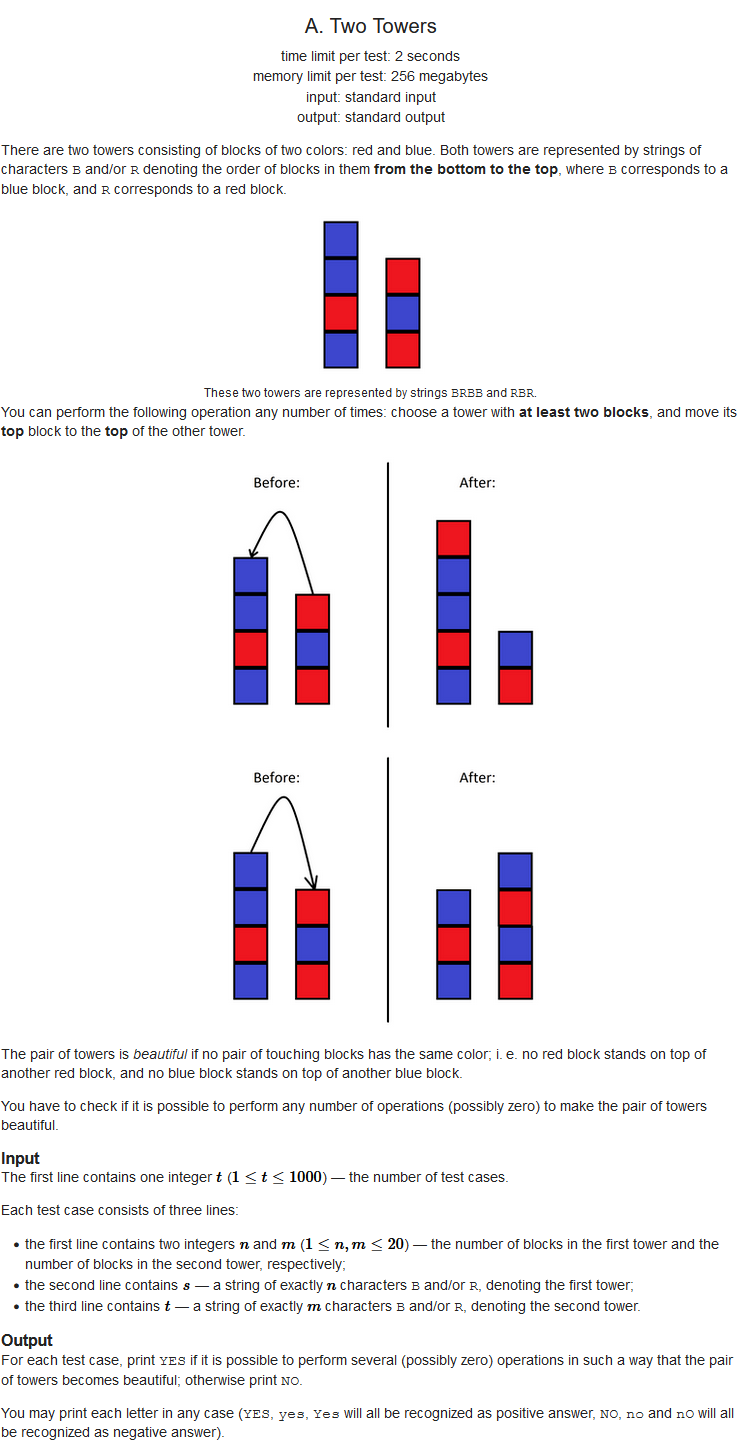 A. Two Towers
time limit per test: 2 seconds
memory limit per test: 256 megabytes
input: standard input
output: standard output
There are two towers consisting of blocks of two colors: red and blue. Both towers are represented by strings of
characters B and/or R denoting the order of blocks in them from the bottom to the top, where B corresponds to a
blue block, and R corresponds to a red block.
These two towers are represented by strings BRBB and RBR.
You can perform the following operation any number of times: choose a tower with at least two blocks, and move its
top block to the top of the other tower.
Before: After:
Before: After:
The pair of towers is beautiful if no pair of touching blocks has the same color; i. e. no red block stands on top of
another red block, and no blue block stands on top of another blue block.
You have to check if it is possible to perform any number of operations (possibly zero) to make the pair of towers
beautiful.
Input
The first line contains one integer t (1 ≤ t ≤ 1000) — the number of test cases.
Each test case consists of three lines:
• the first line contains two integers n and m (1 ≤ n, m ≤ 20) — the number of blocks in the first tower and the
number of blocks in the second tower, respectively;
• the second line contains s — a string of exactly n characters B and/or R, denoting the first tower;
• the third line contains t — a string of exactly m characters B and/or R, denoting the second tower.
Output
For each test case, print YES if it is possible to perform several (possibly zero) operations in such a way that the pair
of towers becomes beautiful; otherwise print NO.
You may print each letter in any case (YES, yes, Yes will all be recognized as positive answer, NO, no and nO will all
be recognized as negative answer).